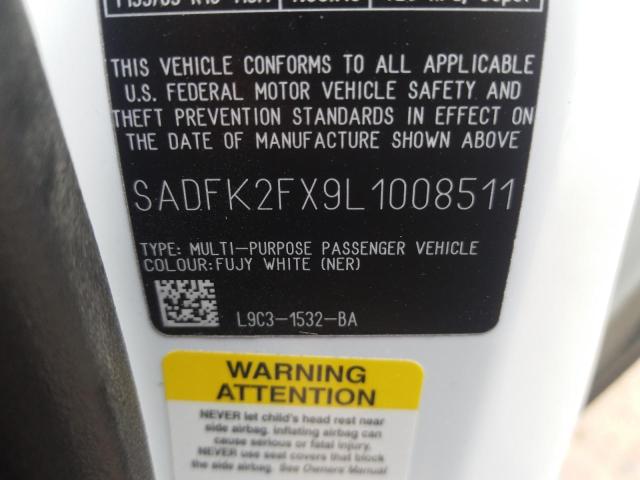 THIS VEHICLE CONFORMS TO ALL APPLICABLE
U.S. FEDERAL MOTOR VEHICLE SAFETY AND
THEFT PREVENTION STANDARDS IN EFFECT ON
THE DATE OF MANUFACTURE SHOWN ABOVE
SADFK2FX9L1008511
TYPE: MULTI-PURPOSE PASSENGER VEHICLE
COLOUR:FUJY WHITE (NER)
L9C3-1532-BA
WARNING
ATTENTION
NEVER let child's head rest near
side airbag. inflating airbag can
cause serious or fatal injury.
NEVER use seat covers that block
the side airbag. See Owners Manual